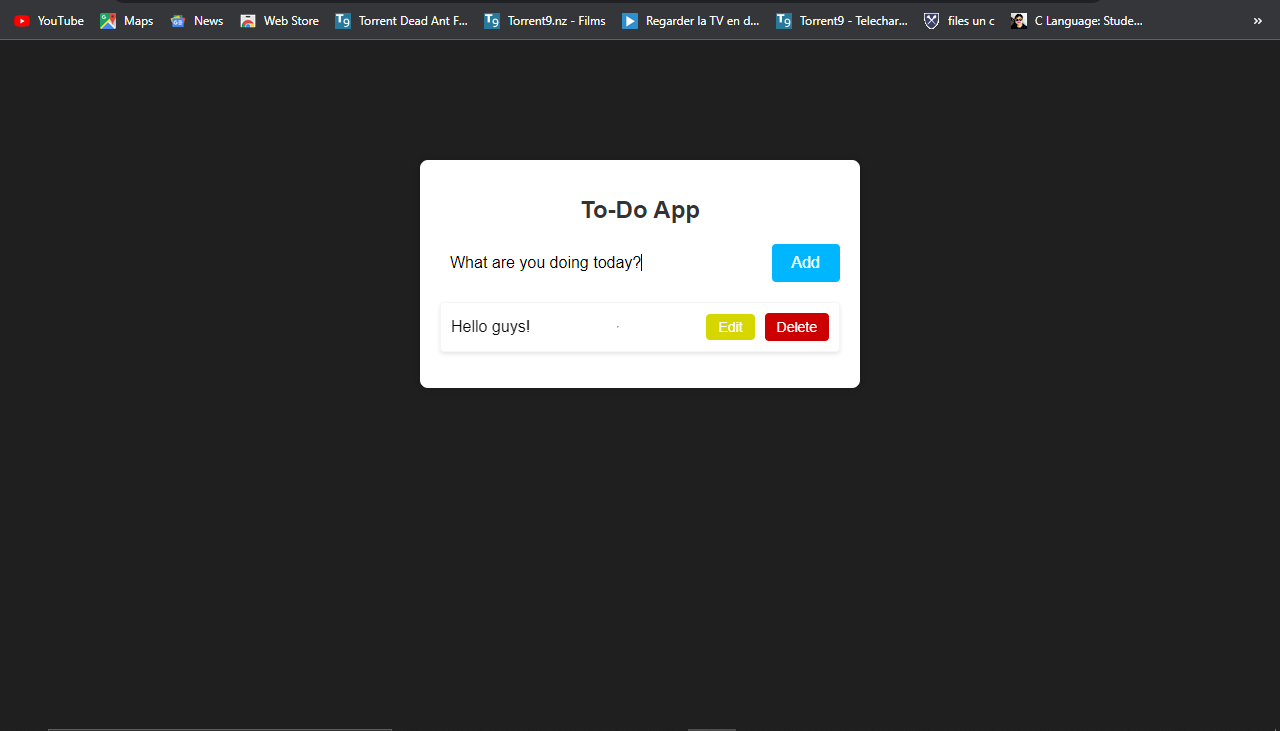 YouTube Maps News Web Store Torrent Dead Ant F... Torrent9.nz - Films Regarder la TV en d... Torrent9 - Telechar... files un c C Language: Stude... »
To-Do App
What are you doing today? Add
Hello guys! Edit Delete